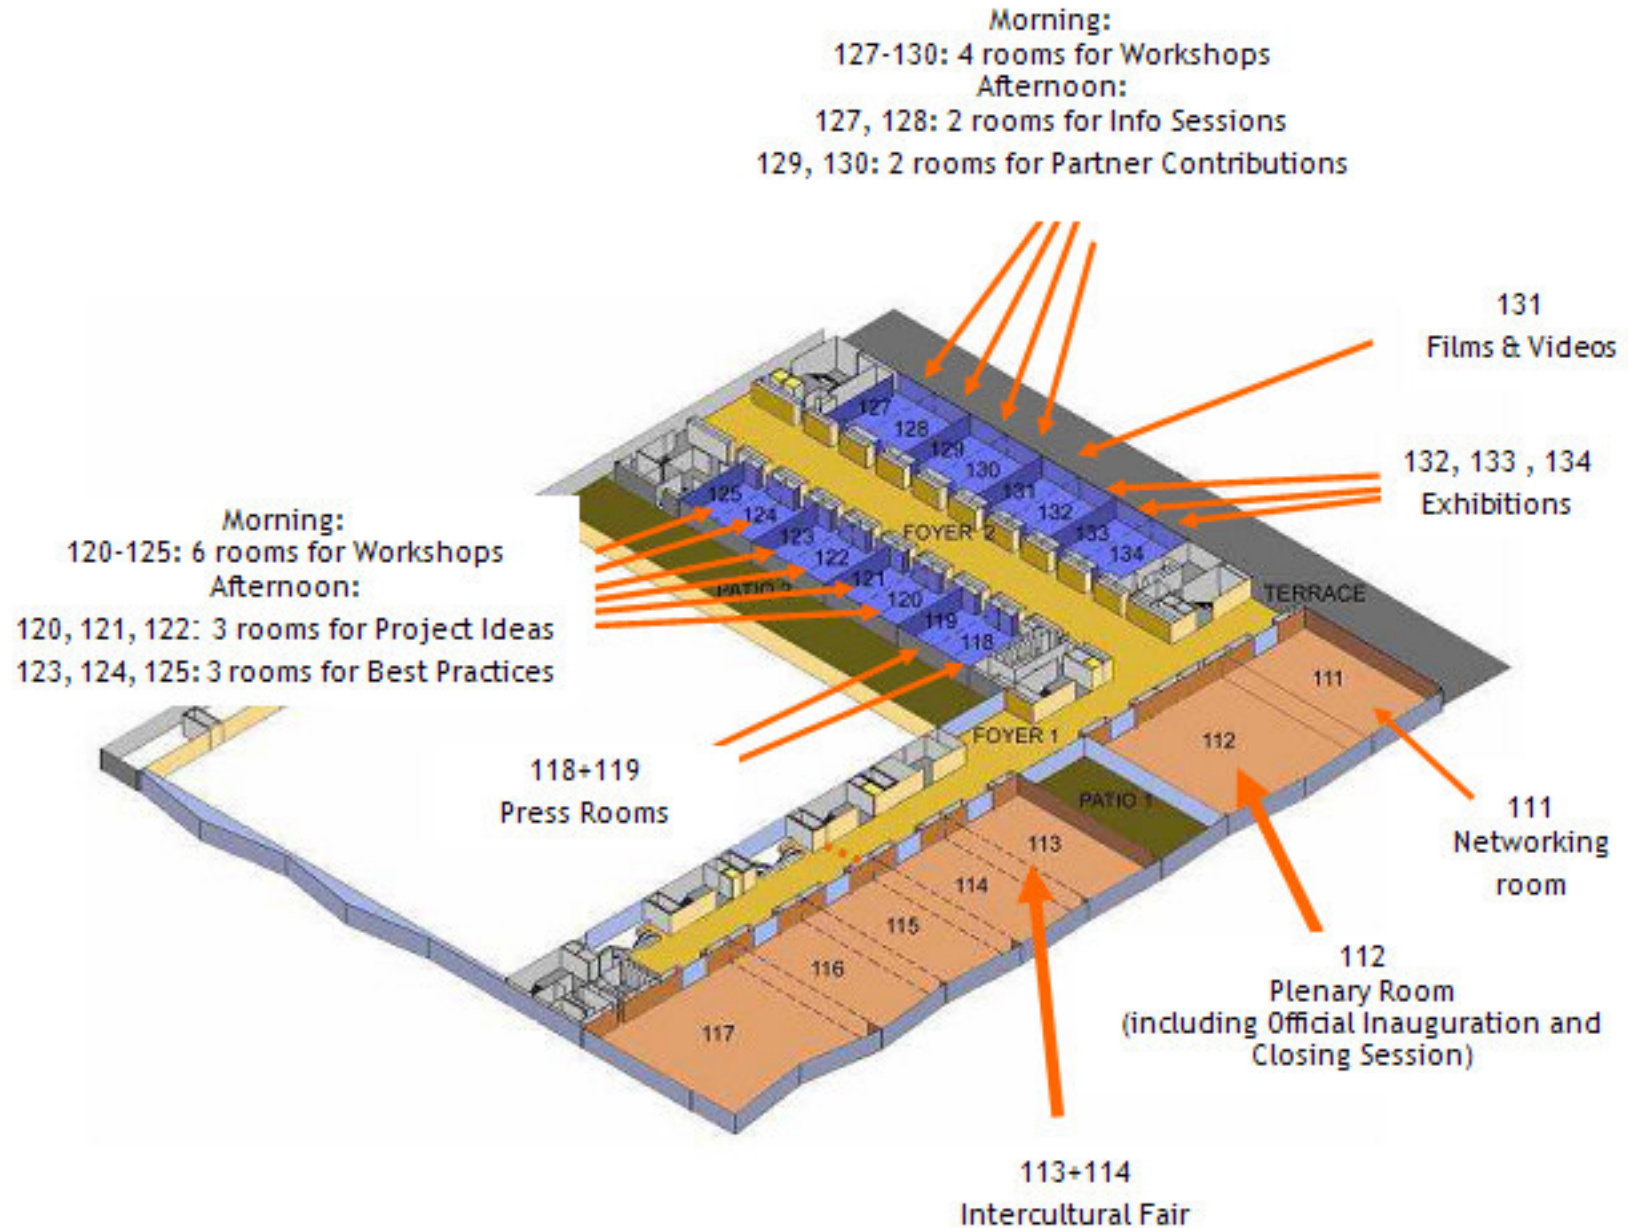 Morning:
127-130: 4 rooms for Workshops
Afternoon:
127, 128: 2 rooms for Info Sessions
129, 130: 2 rooms for Partner Contributions
131
Films & Videos
132, 133 , 134
Exhibitions
Morning:
120-125: 6 rooms for Workshops
Afternoon:
120, 121, 122: 3 rooms for Project Ideas
123, 124, 125: 3 rooms for Best Practices
127
128
129
130
131
132
133
134
125
124
123
122
121
120
119
118
FOYER 2
PATIO 2
TERRACE
FOYER 1
PATIO 1
111
112
113
114
115
116
117
118+119
Press Rooms
111
Networking
room
112
Plenary Room
(including Official Inauguration and
Closing Session)
113+114
Intercultural Fair